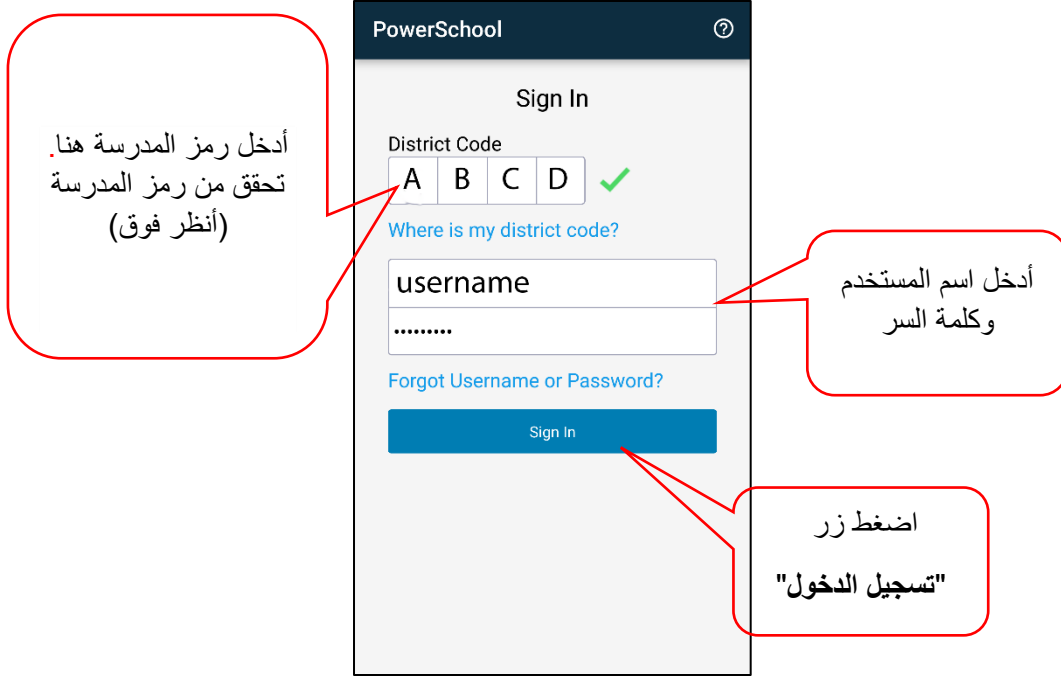 PowerSchool
Sign In
District Code
A B C D
Where is my district code?
username
.........
Forgot Username or Password?
Sign In
أدخل رمز المدرسة هنا.
تحقق من رمز المدرسة
(أنظر فوق)
أدخل اسم المستخدم
وكلمة السر
اضغط زر
"تسجيل الدخول"